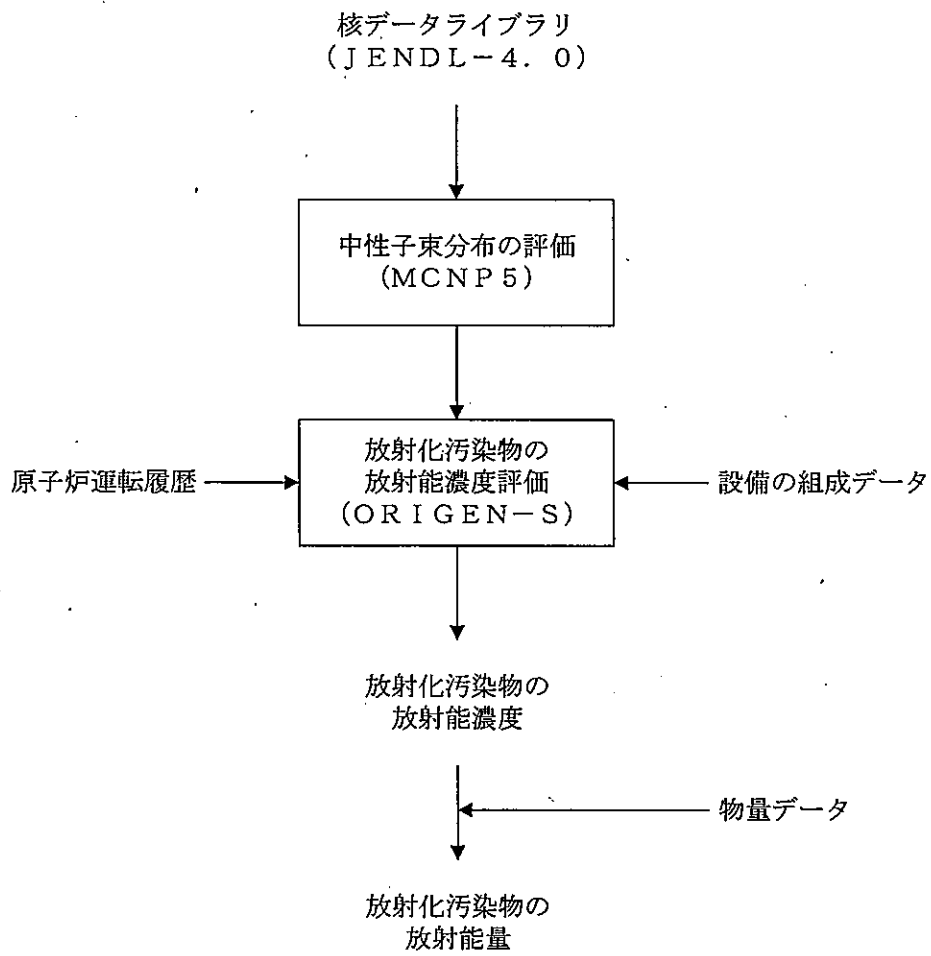 核データライブラリ
(JENDL-4.0)
中性子束分布の評価
(MCNP5)
放射化汚染物の
放射能濃度評価
(ORIGEN-S)
原子炉運転履歴
設備の組成データ
放射化汚染物の
放射能濃度
物量データ
放射化汚染物の
放射能量